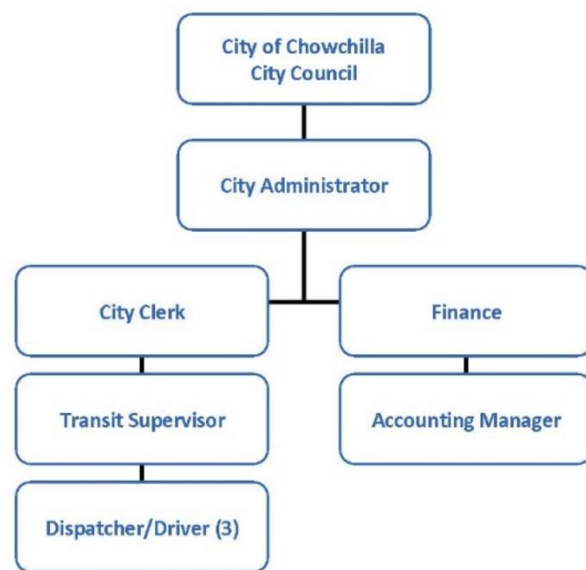 City of Chowchilla
City Council
City Administrator
City Clerk
Finance
Transit Supervisor
Accounting Manager
Dispatcher/Driver (3)